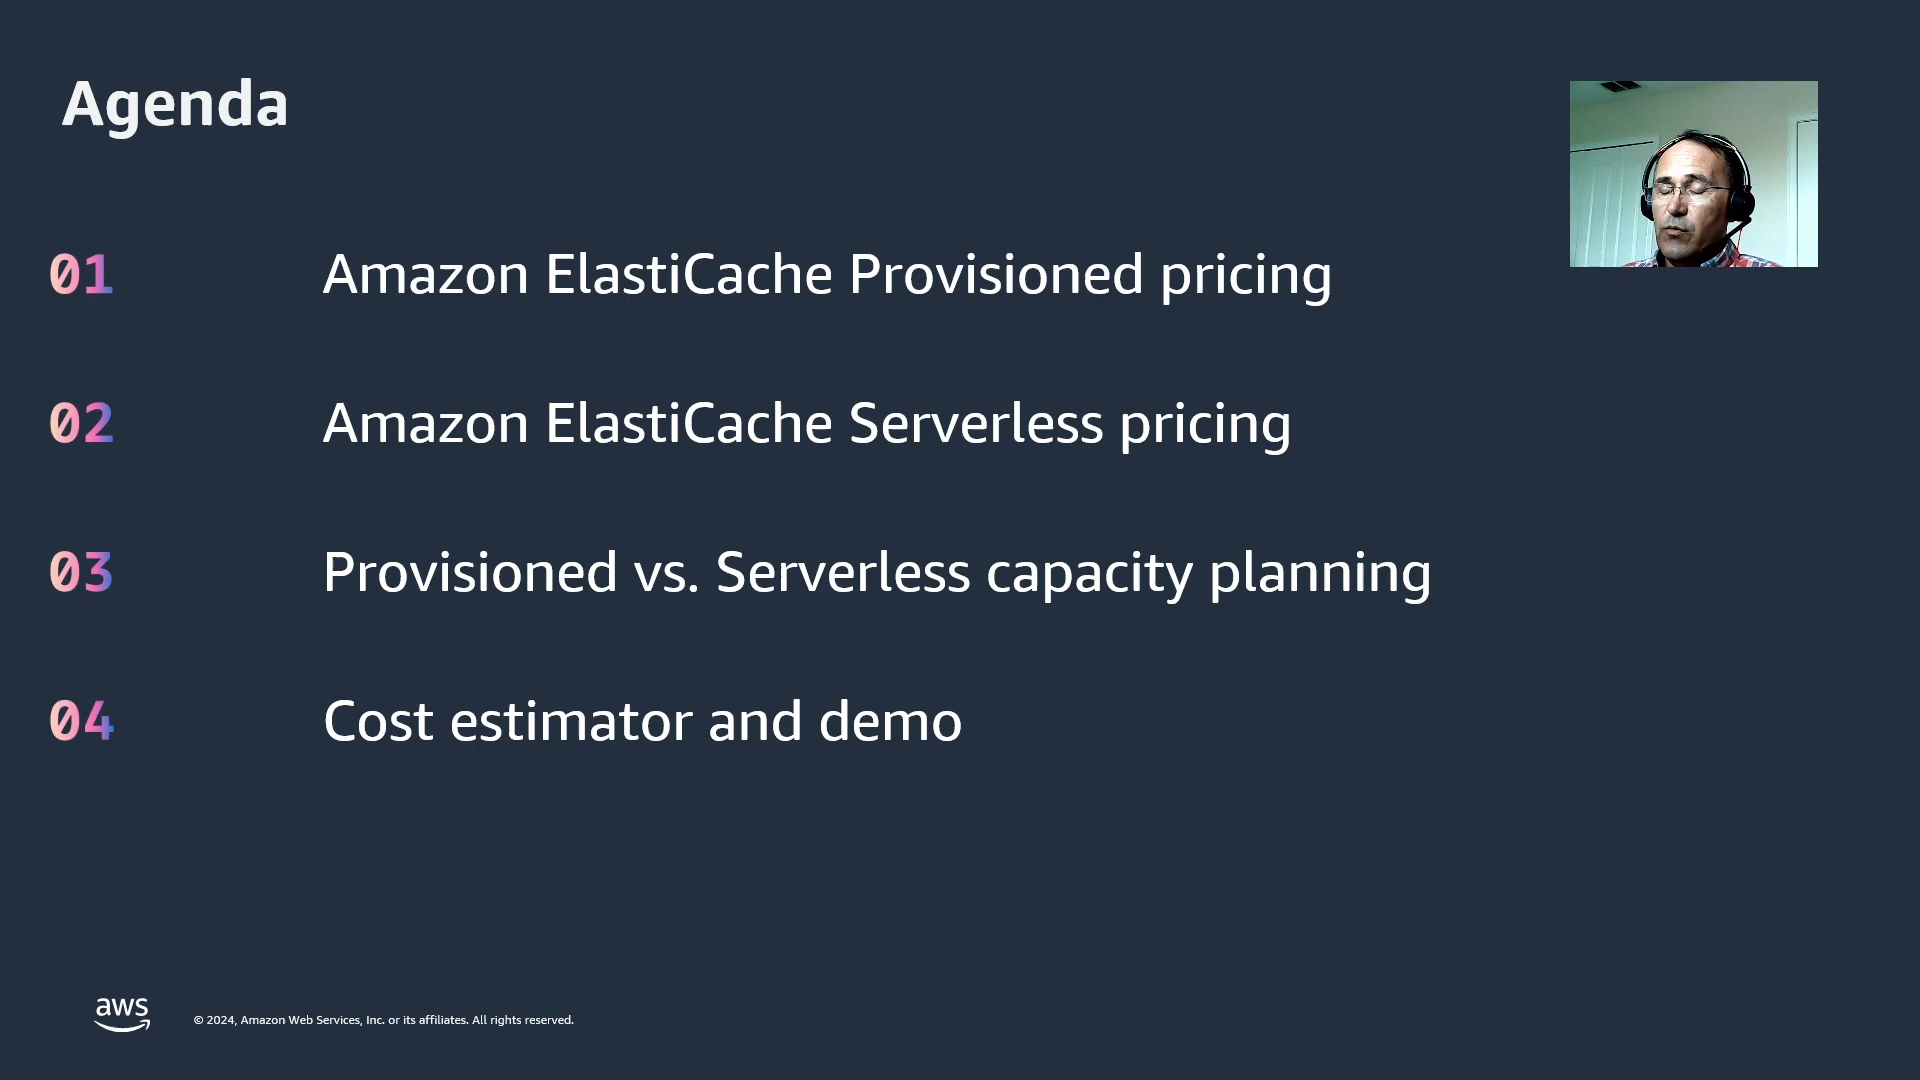 Agenda
01 Amazon ElastiCache Provisioned pricing
02 Amazon ElastiCache Serverless pricing
03 Provisioned vs. Serverless capacity planning
04 Cost estimator and demo
aws © 2024, Amazon Web Services, Inc. or its affiliates. All rights reserved.